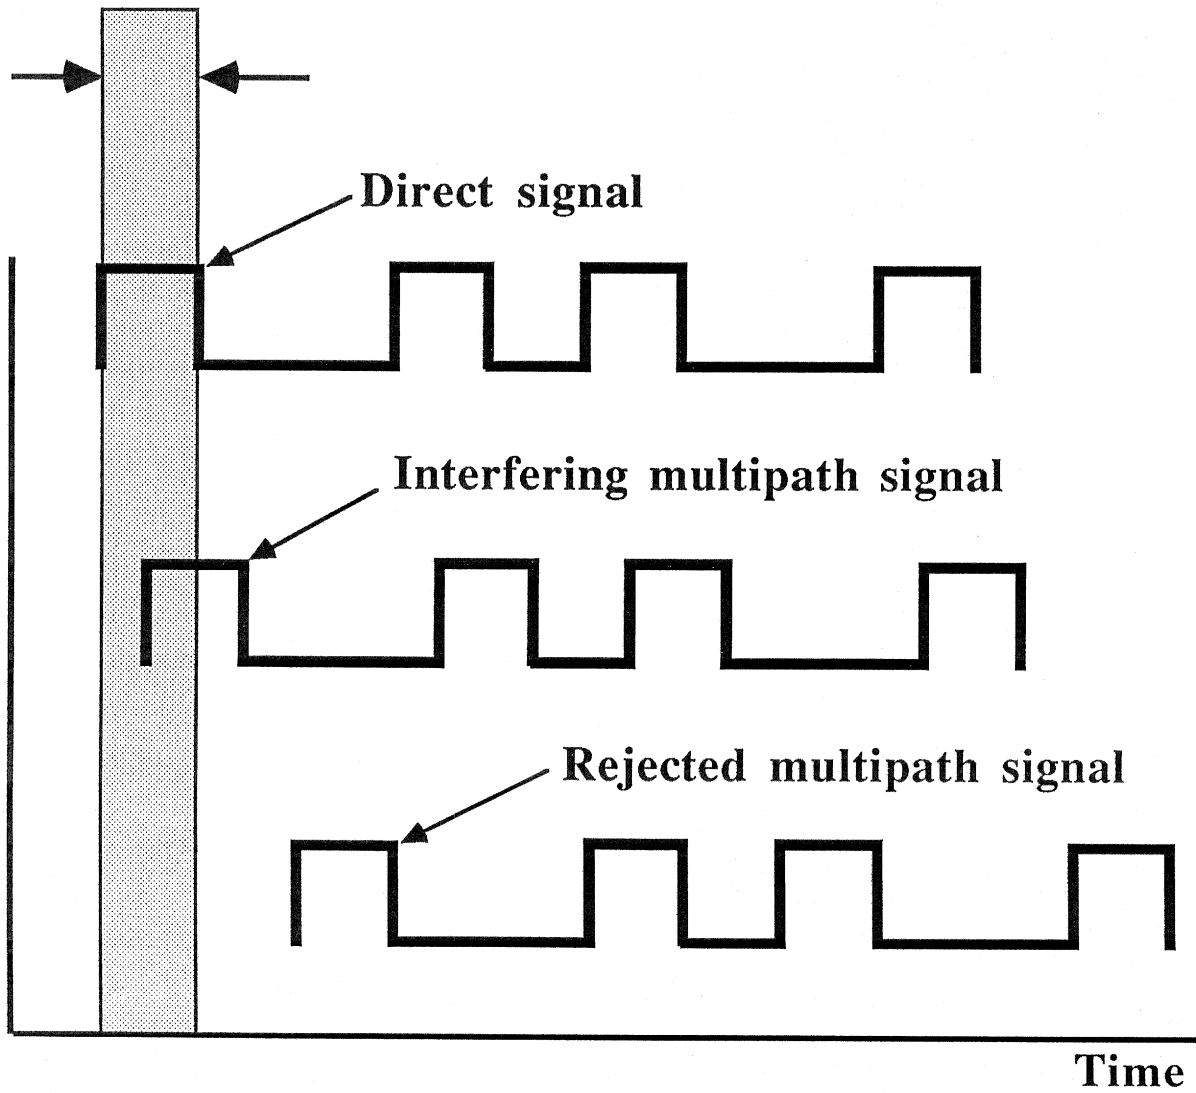 Direct signal
Interfering multipath signal
Rejected multipath signal
Time